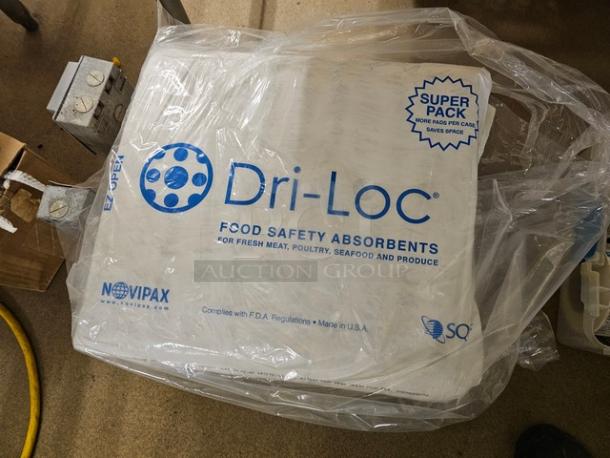 SUPER
PACK
MORE PADS PER CASE
SAVES SPACE
EZ OPEN
Dri-Loc®
FOOD SAFETY ABSORBENTS
FOR FRESH MEAT, POULTRY, SEAFOOD AND PRODUCE
AUCTION GROUP
NOVIPAX
www.novipax.com
Complies with F.D.A. Regulations • Made in U.S.A.
SQ